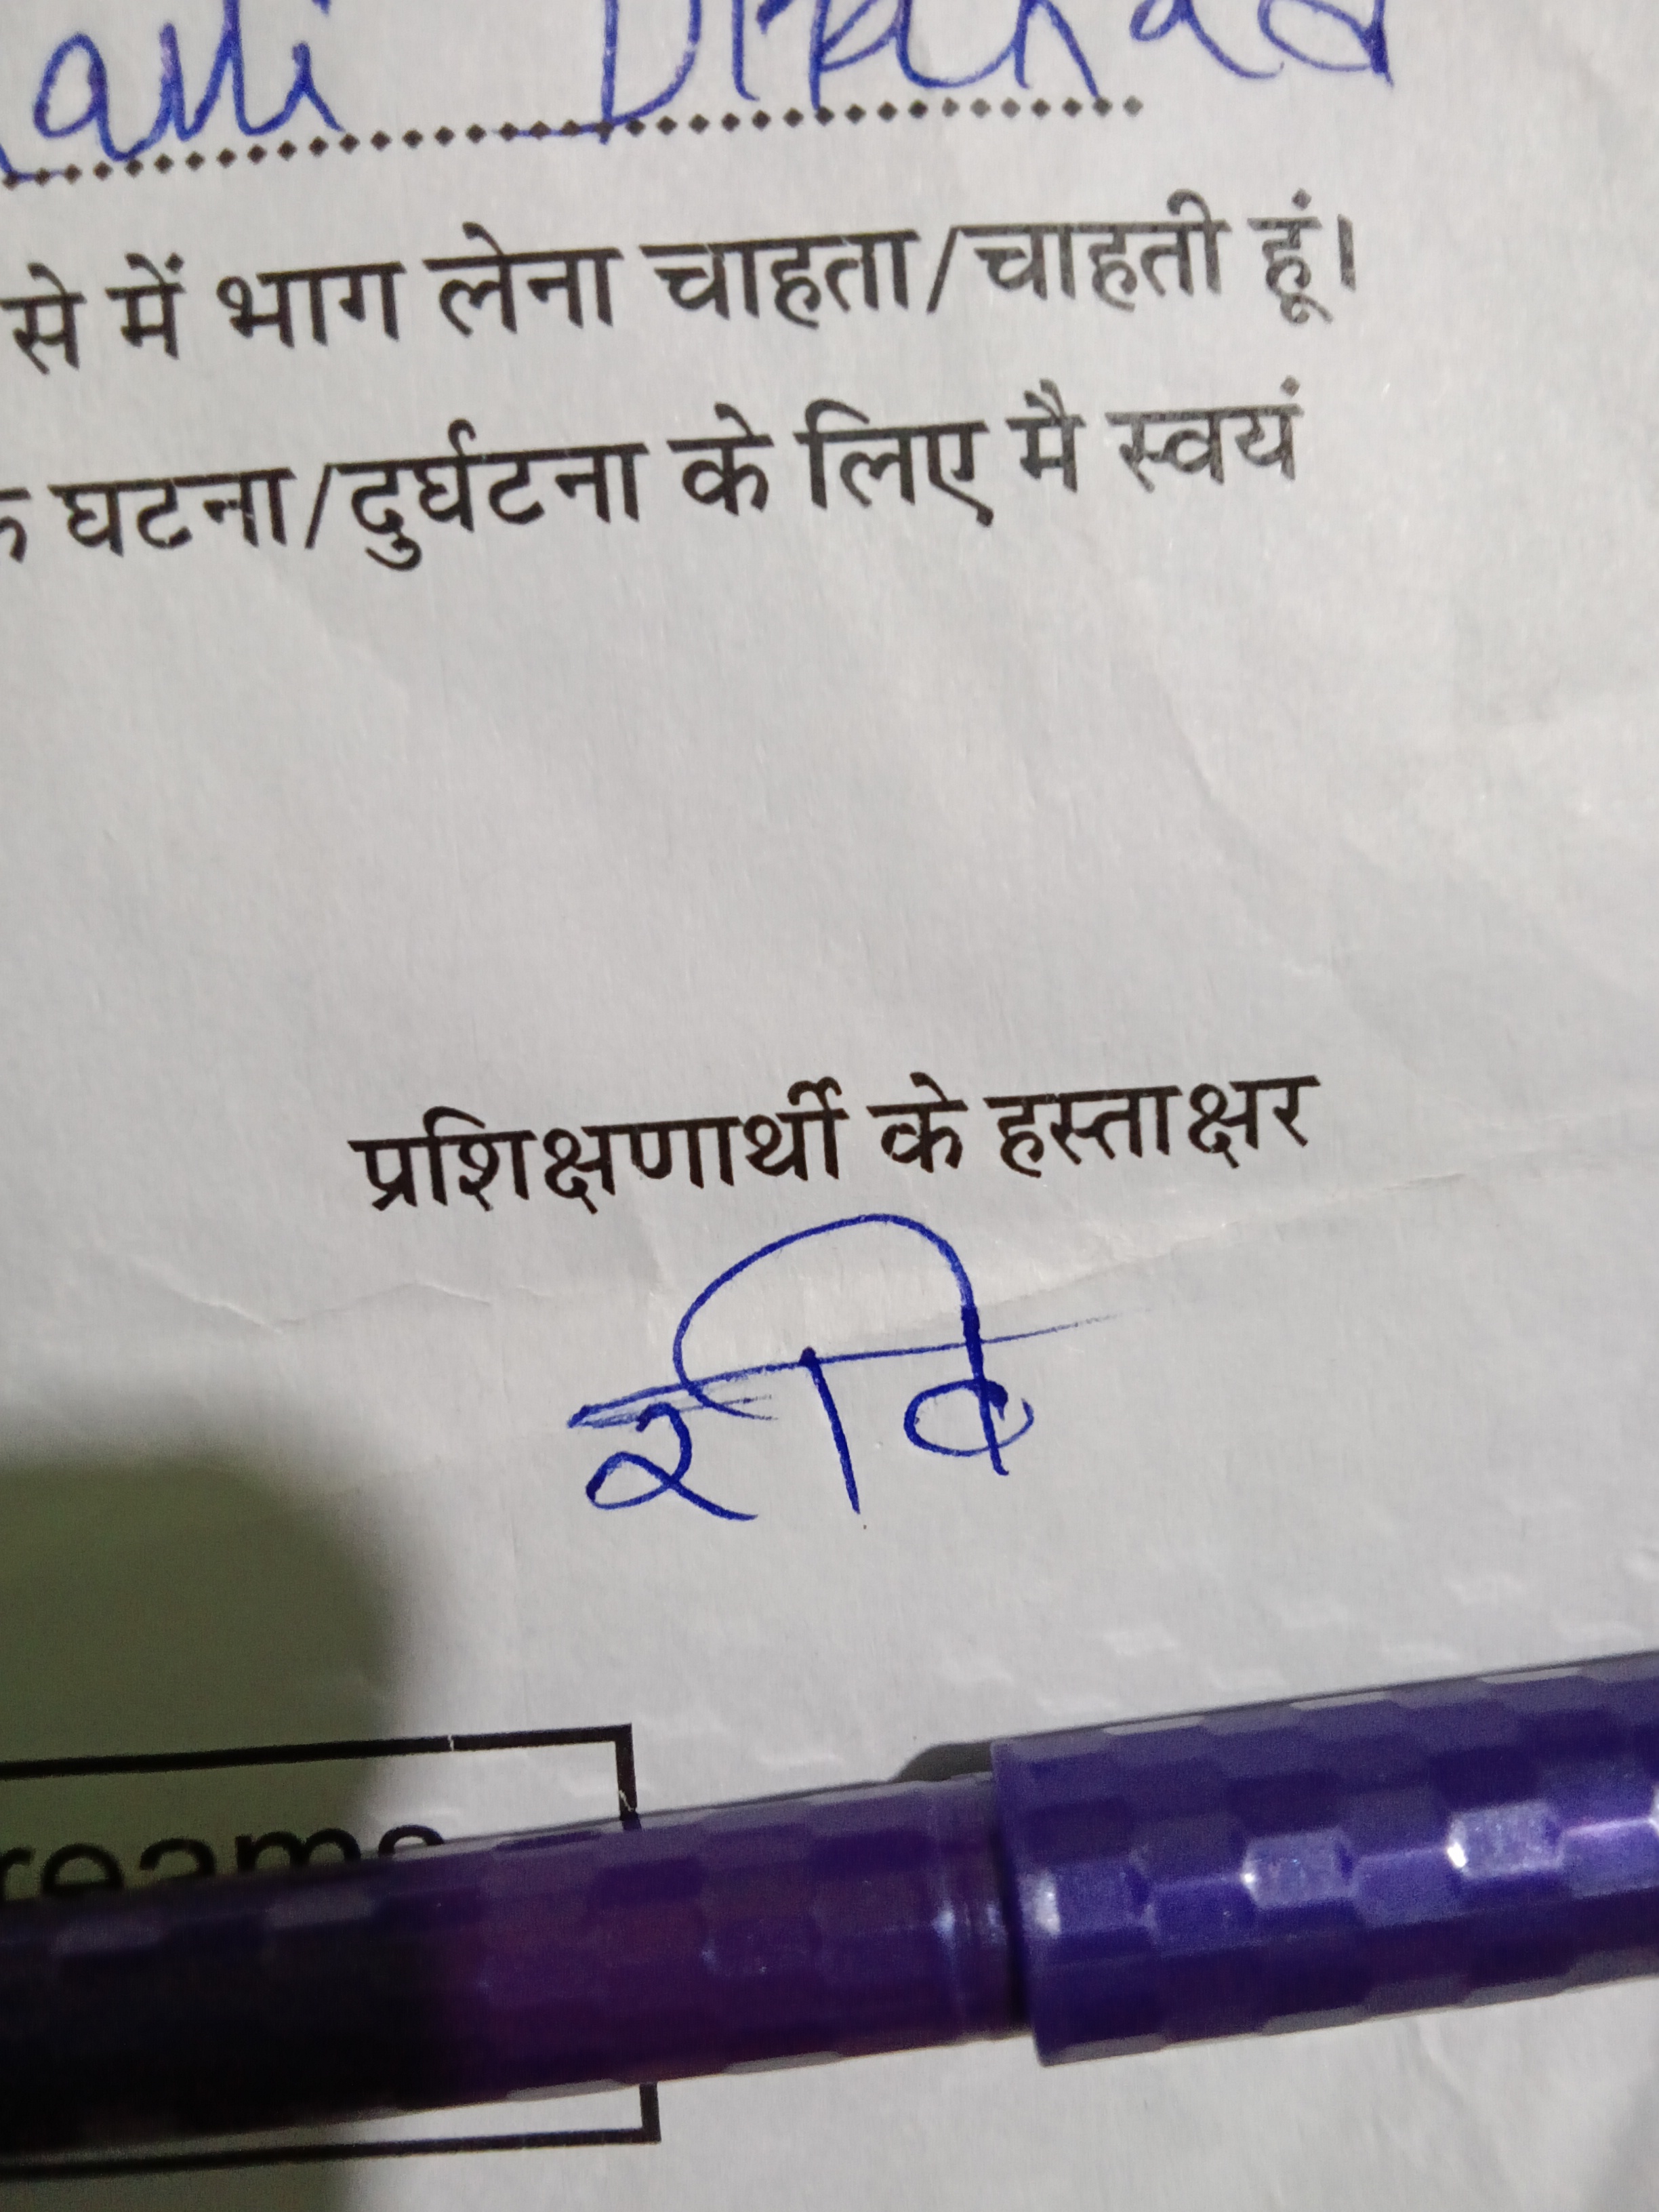 से में भाग लेना चाहता/चाहती हूं।
घटना/दुर्घटना के लिए मै स्वयं
प्रशिक्षणार्थी के हस्ताक्षर
रवि